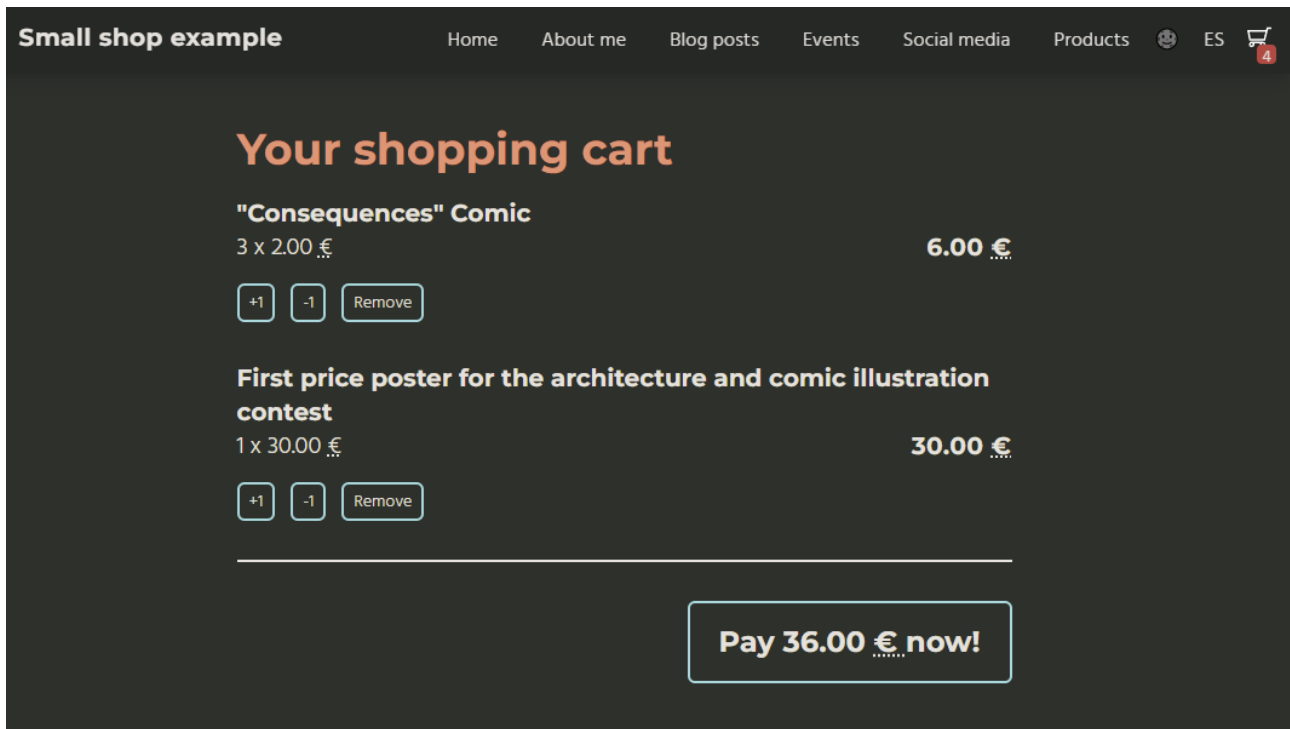 Small shop example Home About me Blog posts Events Social media Products ES
4
Your shopping cart
"Consequences" Comic
3 x 2.00 € 6.00 €
+1 -1 Remove
First price poster for the architecture and comic illustration
contest
1 x 30.00 € 30.00 €
+1 -1 Remove
Pay 36.00 € now!